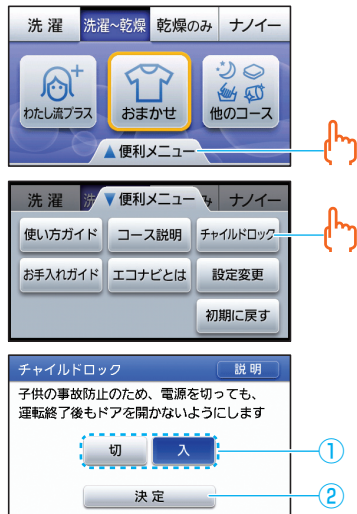 洗濯 洗濯~乾燥 乾燥のみ ナノイー
わたし流プラス おまかせ 他のコース
▲便利メニュー
洗濯 洗 ▼便利メニュー み ナノイー
使い方ガイド コース説明 チャイルドロック
お手入れガイド エコナビとは 設定変更
初期に戻す
チャイルドロック 説明
子供の事故防止のため、電源を切っても、
運転終了後もドアを開かないようにします
切 入 ①
決定 ②